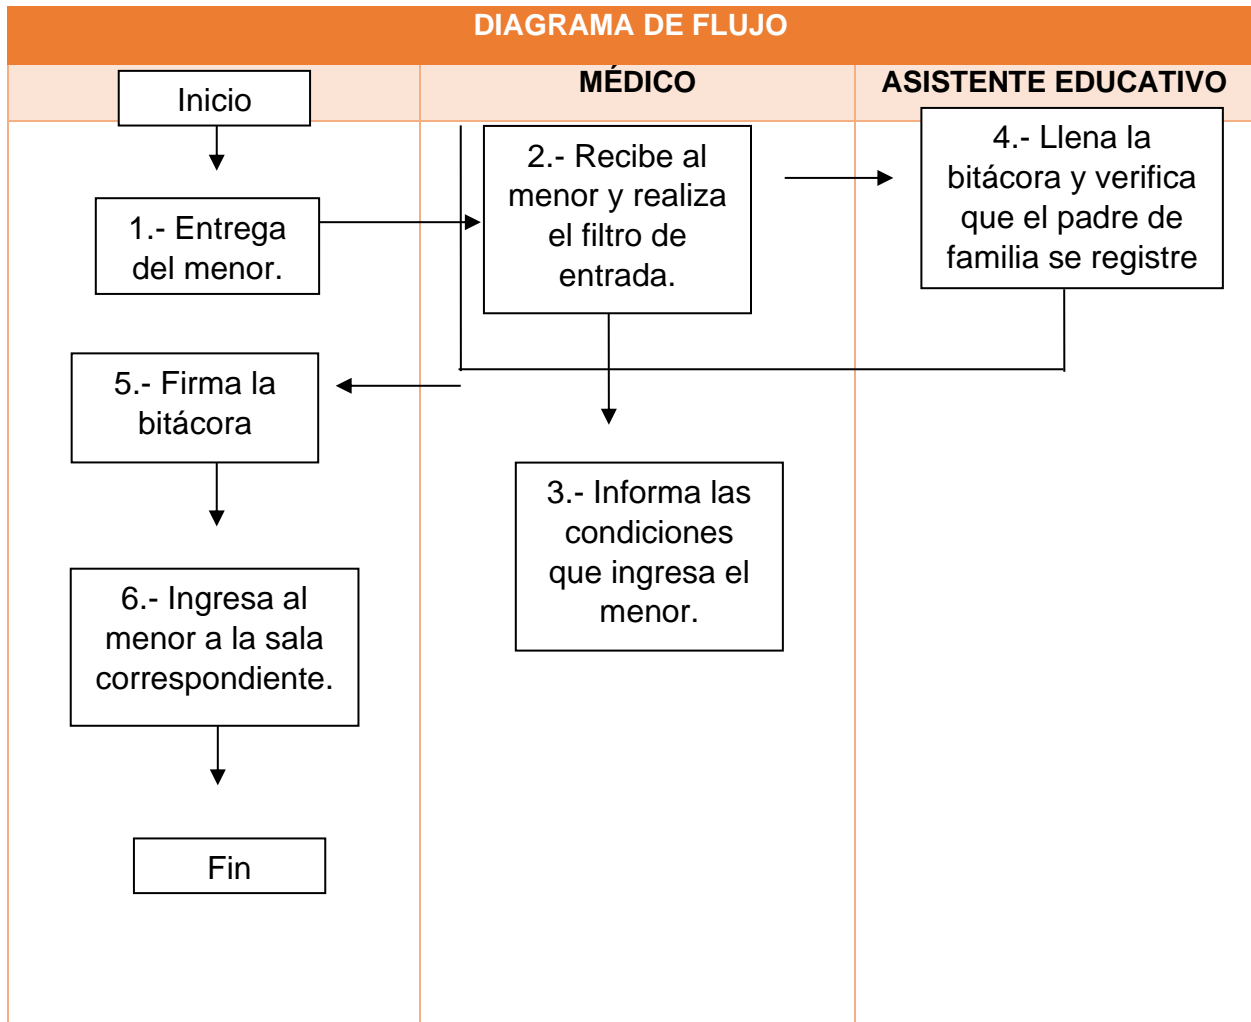 DIAGRAMA DE FLUJO
MÉDICO
ASISTENTE EDUCATIVO
Inicio
1.- Entrega
del menor.
2.- Recibe al
menor y realiza
el filtro de
entrada.
3.- Informa las
condiciones
que ingresa el
menor.
4.- Llena la
bitácora y verifica
que el padre de
familia se registre
5.- Firma la
bitácora
6.- Ingresa al
menor a la sala
correspondiente.
Fin